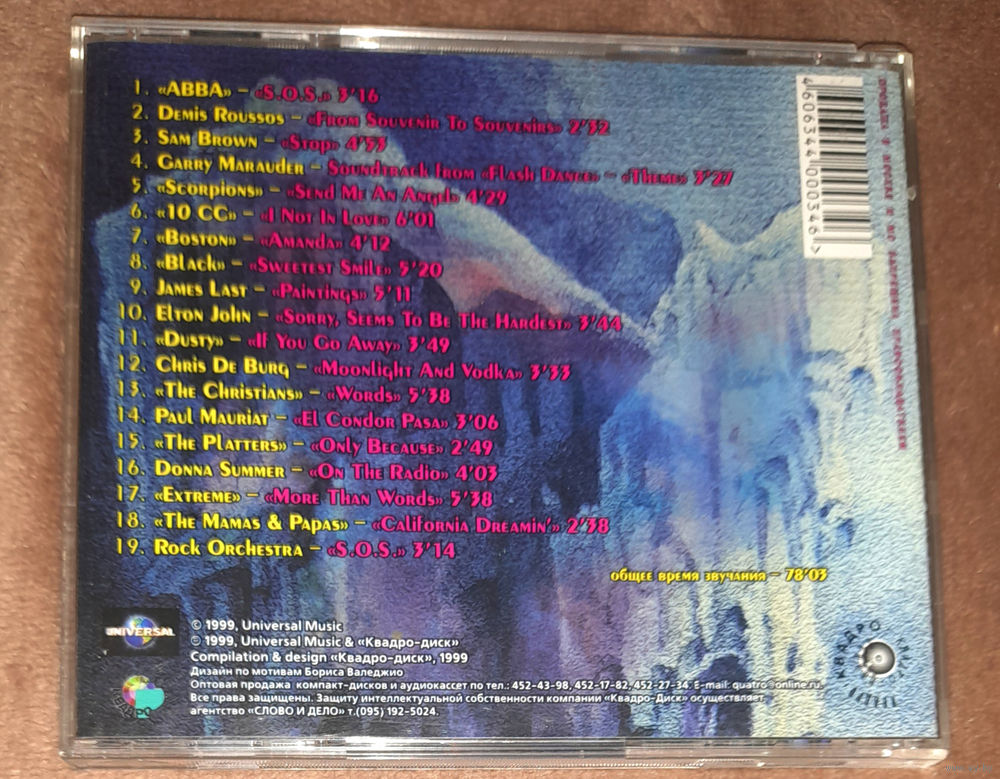 1. «ABBA» – «S.O.S.» 3'16
2. Demis Roussos – «From Souvenir To Souvenirs» 2'32
3. Sam Brown – «Stop» 4'53
4. Garry Marauder – Soundtrack from «Flash Dance» – «Theme» 3'27
5. «Scorpions» – «Send Me An Angel» 4'29
6. «10 CC» – «I Not In Love» 6'01
7. «Boston» – «Amanda» 4'12
8. «Black» – «Sweetest Smile» 5'20
9. James Last – «Paintings» 5'11
10. Elton John – «Sorry, Seems To Be The Hardest» 3'44
11. «Dusty» – «If You Go Away» 3'49
12. Chris De Burg – «Moonlight And Vodka» 3'33
13. «The Christians» – «Words» 5'38
14. Paul Mauriat – «El Condor Pasa» 3'06
15. «The Platters» – «Only Because» 2'49
16. Donna Summer – «On The Radio» 4'03
17. «Extreme» – «More Than Words» 5'38
18. «The Mamas & Papas» – «California Dreamin'» 2'38
19. Rock Orchestra – «S.O.S.» 3'14
общее время звучания – 78'03
4 606344 000546 >
UNIVERSAL
© 1999, Universal Music
℗ 1999, Universal Music & «Квадро-диск»
Compilation & design «Квадро-диск», 1999
Дизайн по мотивам Бориса Валеджио
Оптовая продажа компакт-дисков и аудиокассет по тел.: 452-43-98, 452-17-82, 452-27-34. E-mail: quatro@online.ru.
Все права защищены. Защиту интеллектуальной собственности компании «Квадро-Диск» осуществляет
агентство «СЛОВО И ДЕЛО» т.(095) 192-5024.
КВАДРО